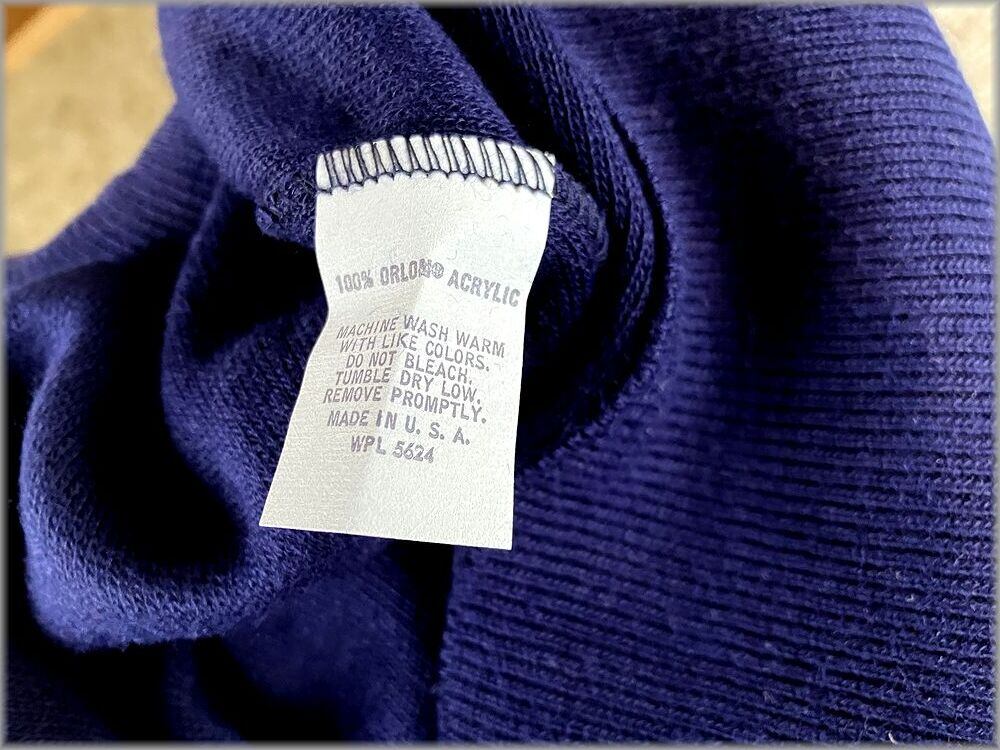 100% ORLON® ACRYLIC
MACHINE WASH WARM
WITH LIKE COLORS.
DO NOT BLEACH.
TUMBLE DRY LOW.
REMOVE PROMPTLY.
MADE IN U. S. A.
WPL 5624